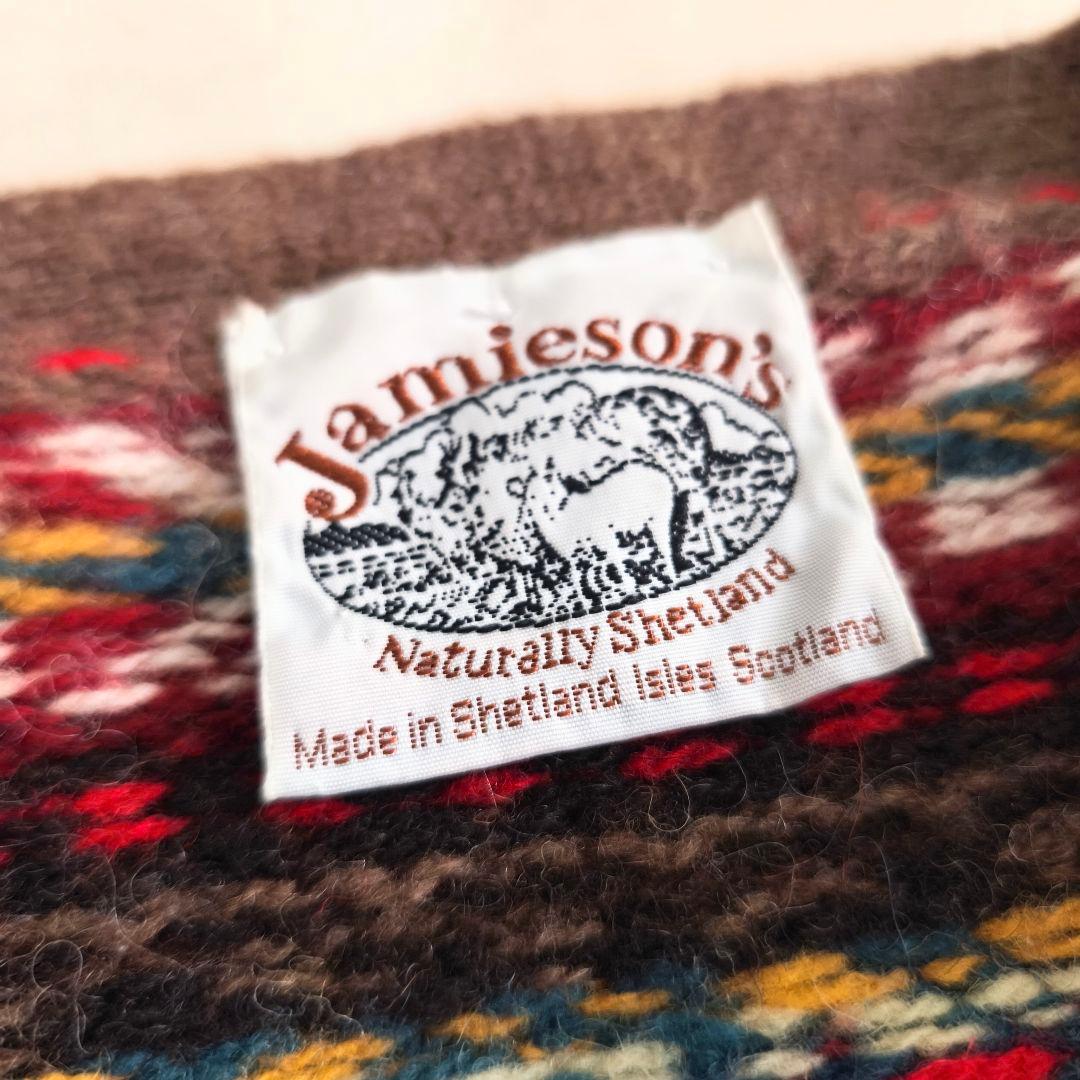 Jamieson's
Naturally Shetland
Made in Shetland Isles Scotland